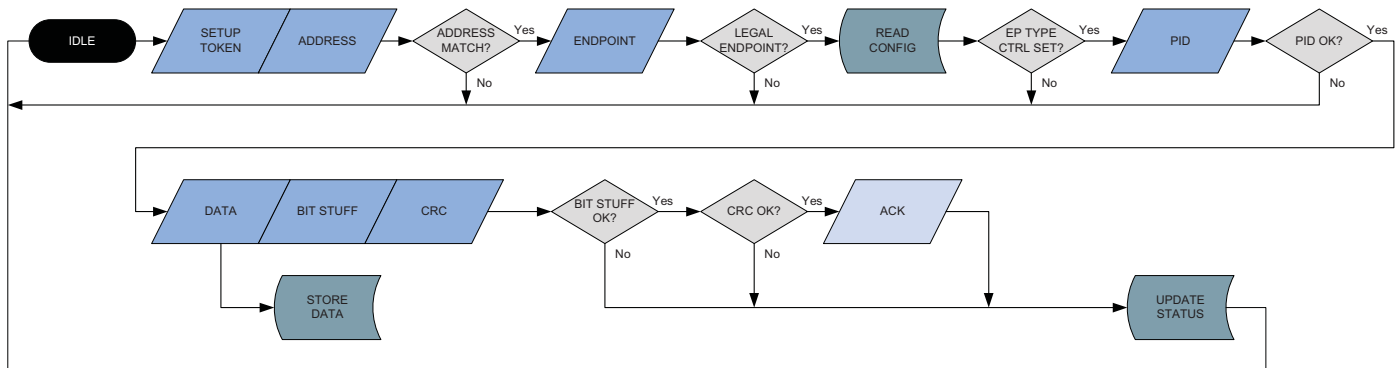 IDLE
SETUP
TOKEN
ADDRESS
ADDRESS
MATCH?
Yes
No
ENDPOINT
LEGAL
ENDPOINT?
Yes
No
READ
CONFIG
EP TYPE
CTRL SET?
Yes
No
PID
PID OK?
Yes
No
DATA
BIT STUFF
CRC
BIT STUFF
OK?
Yes
No
CRC OK?
Yes
No
ACK
STORE
DATA
UPDATE
STATUS